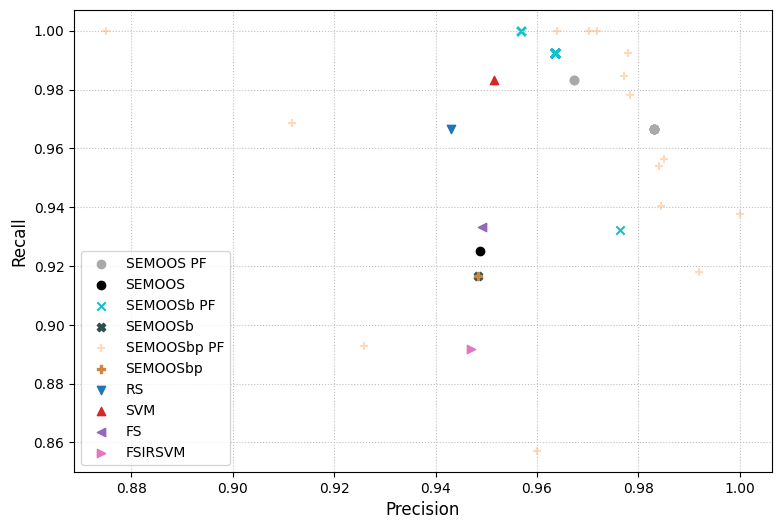 1.00
0.98
0.96
0.94
0.92
0.90
0.88
0.86
Recall
SEMOOS PF
SEMOOS
SEMOOSb PF
SEMOOSb
SEMOOSbp PF
SEMOOSbp
RS
SVM
FS
FSIRSVM
0.88 0.90 0.92 0.94 0.96 0.98 1.00
Precision